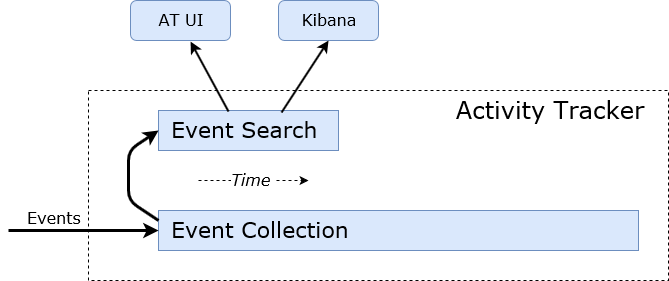 AT UI
Kibana
Activity Tracker
Event Search
Time
Events
Event Collection